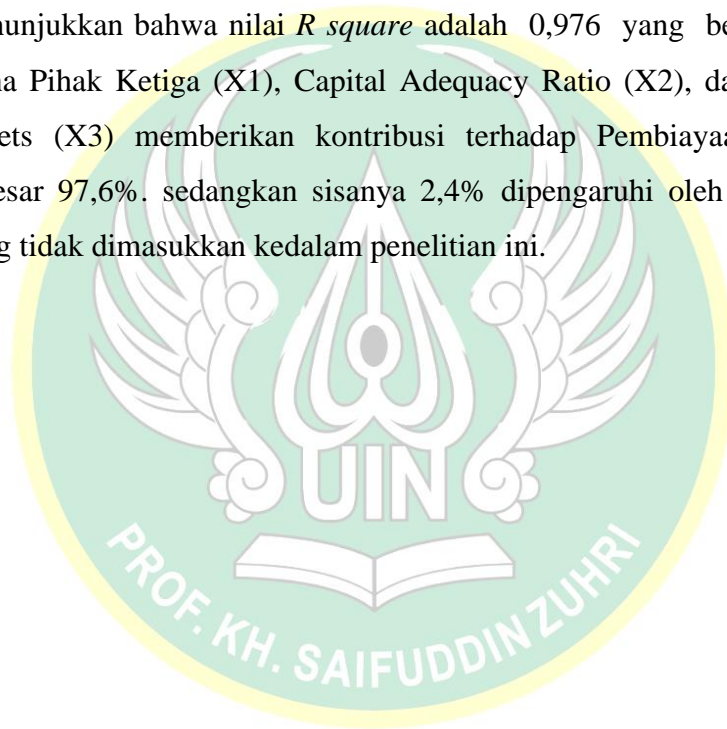 nunjukkan bahwa nilai R square adalah 0,976 yang be
na Pihak Ketiga (X1), Capital Adequacy Ratio (X2), da
ets (X3) memberikan kontribusi terhadap Pembiayaa
esar 97,6%. sedangkan sisanya 2,4% dipengaruhi oleh
g tidak dimasukkan kedalam penelitian ini.
UIN
PROF. KH. SAIFUDDIN ZUHRI